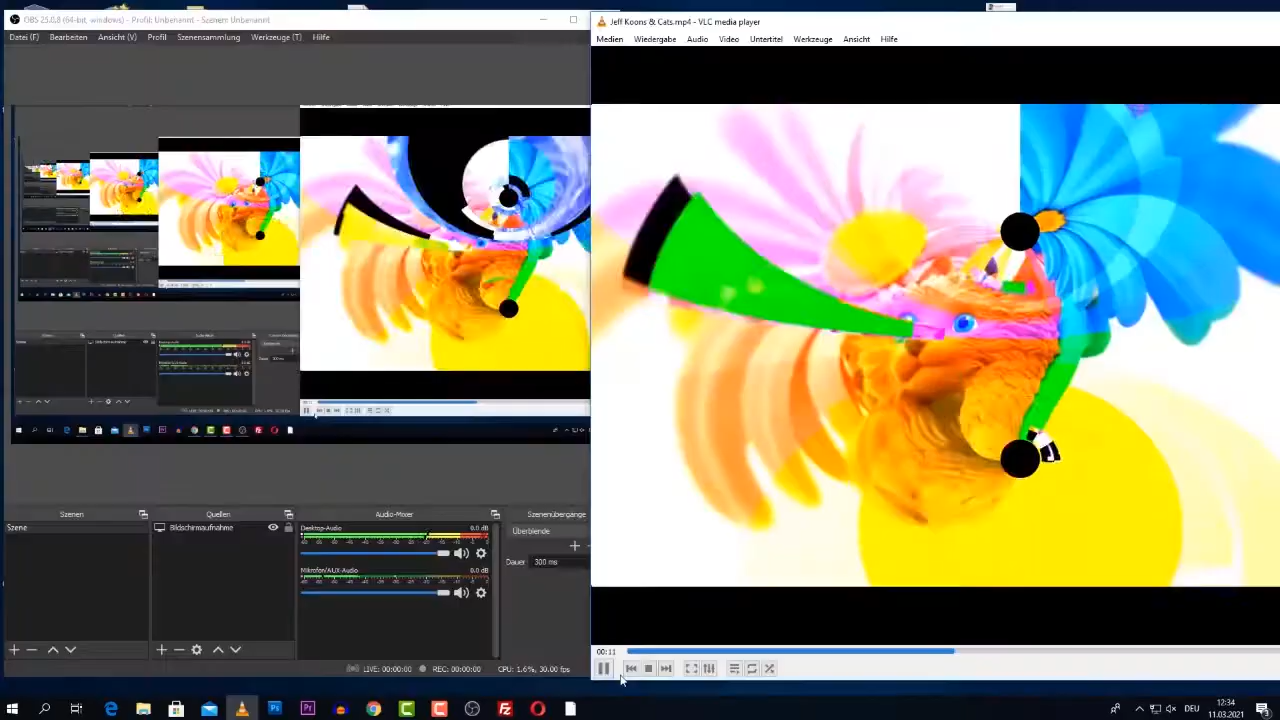 OBS 25.0.8 (64-bit, windows) - Profil: Unbenannt - Szenen: Unbenannt
Datei (F) Bearbeiten Ansicht (V) Profil Szenensammlung Werkzeuge (T) Hilfe
Jeff Koons & Cats.mp4 - VLC media player
Medien Wiedergabe Audio Video Untertitel Werkzeuge Ansicht Hilfe
Szenen
Szene
Quellen
Bildschirmaufnahme
Audio-Mixer
Desktop-Audio 0.0 dB
Mikrofon/AUX-Audio 0.0 dB
Szenenübergänge
Überblende
Dauer 300 ms
LIVE: 00:00:00 REC: 00:00:00 CPU: 1.6%, 30.00 fps
00:11
DEU
12:34
11.03.2021